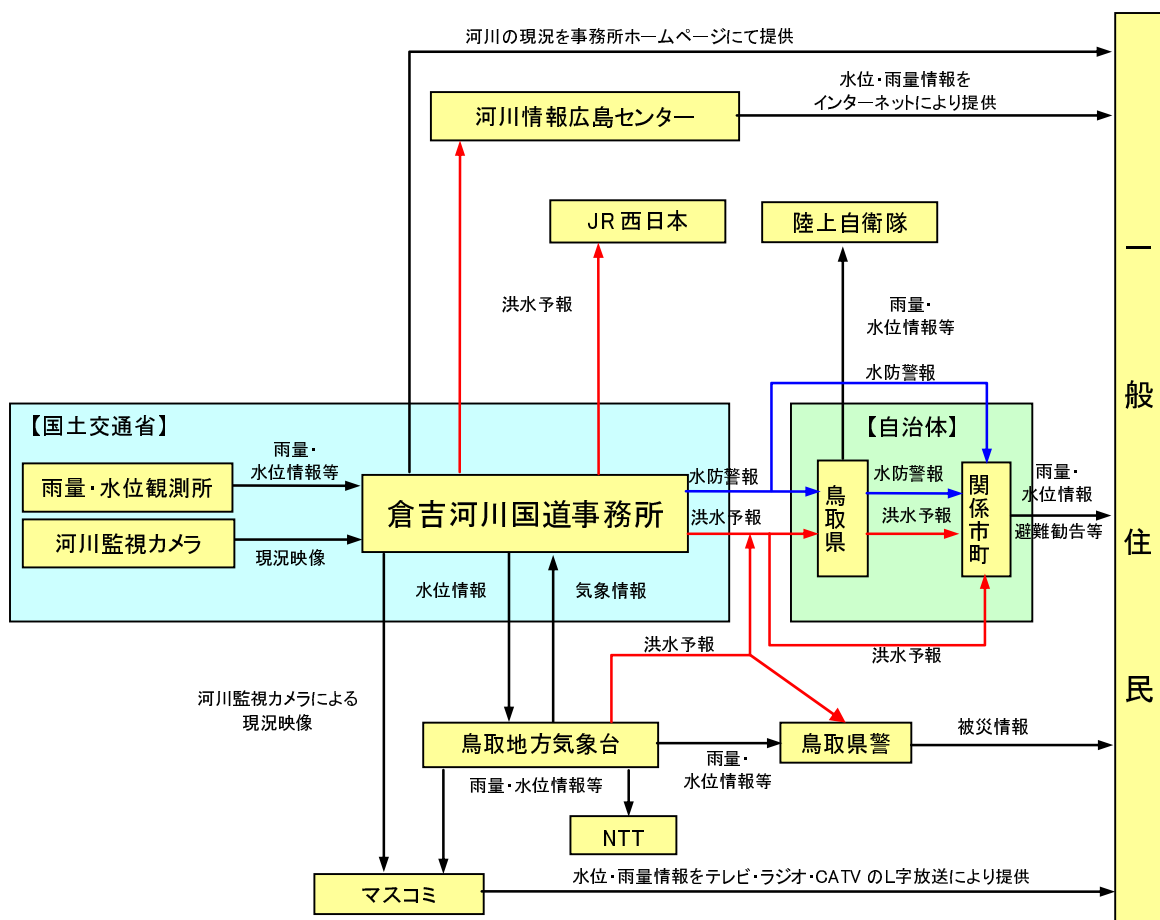 河川の現況を事務所ホームページにて提供
水位・雨量情報を
インターネットにより提供
河川情報広島センター
JR西日本
陸上自衛隊
洪水予報
雨量・
水位情報等
水防警報
【国土交通省】
【自治体】
雨量・
水位情報等
雨量・水位観測所
河川監視カメラ
現況映像
倉吉河川国道事務所
水防警報
洪水予報
鳥取県
水防警報
洪水予報
関係市町
雨量・
水位情報
避難勧告等
水位情報
気象情報
洪水予報
洪水予報
河川監視カメラによる
現況映像
鳥取地方気象台
鳥取県警
被災情報
雨量・水位情報等
雨量・
水位情報等
NTT
マスコミ
水位・雨量情報をテレビ・ラジオ・CATVのL字放送により提供
一般住民